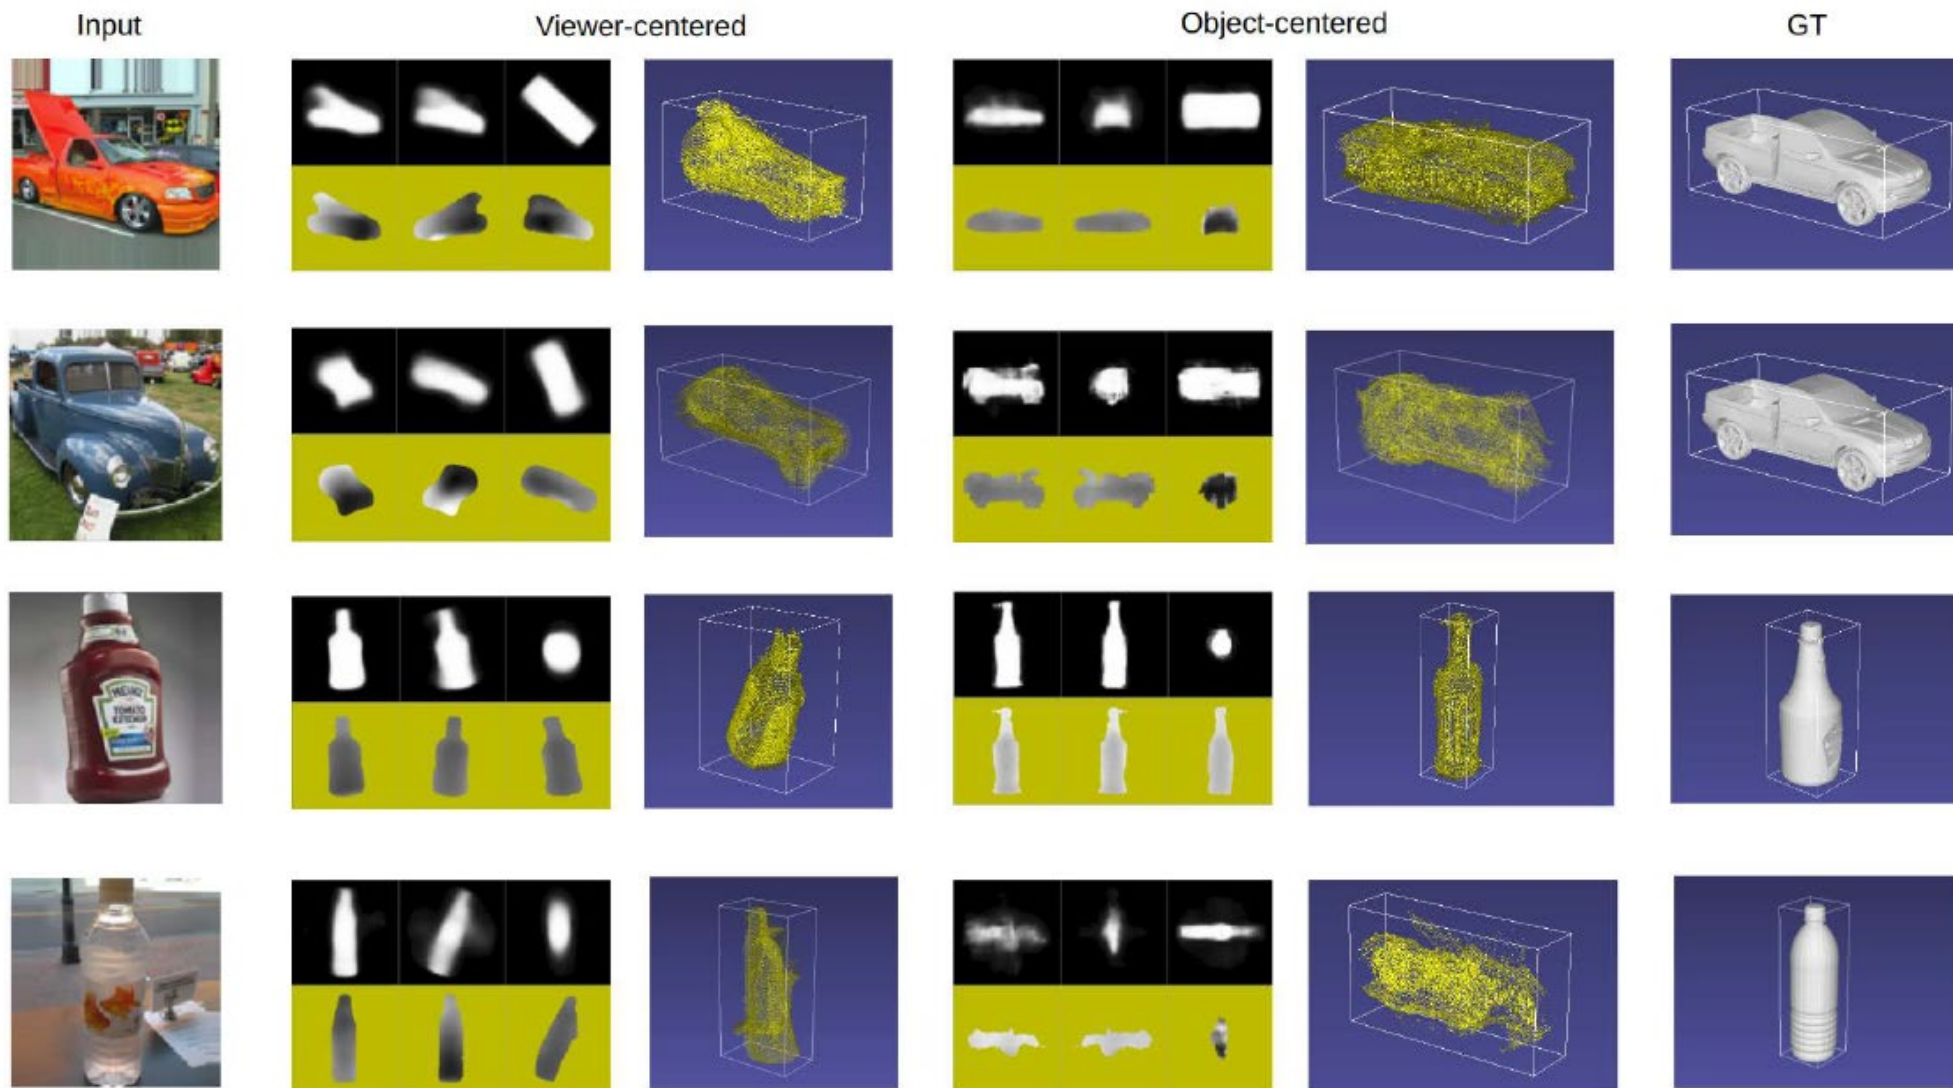 Input
Viewer-centered
Object-centered
GT
HEINZ
TOMATO
KETCHUP